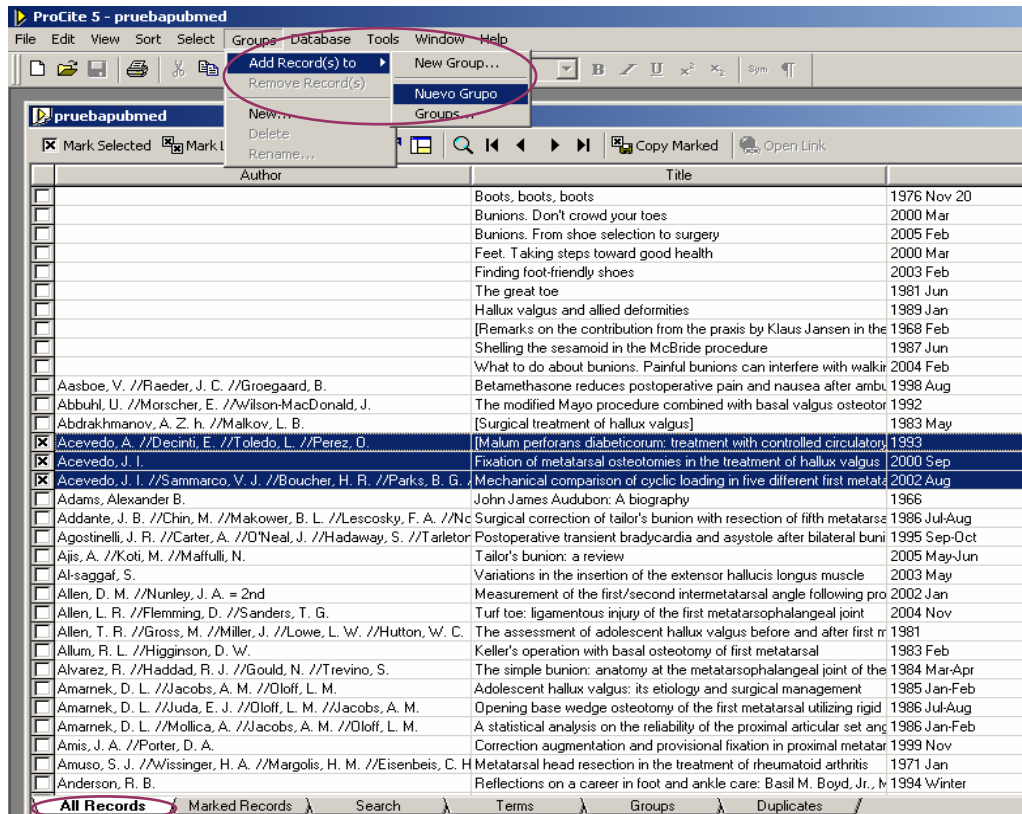 ProCite 5 - pruebapubmed
File Edit View Sort Select Groups Database Tools Window Help
Add Record(s) to New Group...
B Z U x² x₂ Sym ¶
Remove Record(s)
Nuevo Grupo
New... Groups...
pruebapubmed
Delete
Mark Selected Mark L Copy Marked Open Link
Rename...
Author Title
Boots, boots, boots 1976 Nov 20
Bunions. Don't crowd your toes 2000 Mar
Bunions. From shoe selection to surgery 2005 Feb
Feet. Taking steps toward good health 2000 Mar
Finding foot-friendly shoes 2003 Feb
The great toe 1981 Jun
Hallux valgus and allied deformities 1989 Jan
[Remarks on the contribution from the praxis by Klaus Jansen in the 1968 Feb
Shelling the sesamoid in the McBride procedure 1987 Jun
What to do about bunions. Painful bunions can interfere with walkin 2004 Feb
Aasboe, V. //Raeder, J. C. //Groegaard, B. Betamethasone reduces postoperative pain and nausea after ambu 1998 Aug
Abbuhl, U. //Morscher, E. //Wilson-MacDonald, J. The modified Mayo procedure combined with basal valgus osteotor 1992
Abdrakhmanov, A. Z. h. //Malkov, L. B. [Surgical treatment of hallux valgus] 1983 May
Acevedo, A. //Decinti, E. //Toledo, L. //Perez, O. [Malum perforans diabeticorum: treatment with controlled circulatory 1993
Acevedo, J. I. Fixation of metatarsal osteotomies in the treatment of hallux valgus 2000 Sep
Acevedo, J. I. //Sammarco, V. J. //Boucher, H. R. //Parks, B. G. / Mechanical comparison of cyclic loading in five different first metata 2002 Aug
Adams, Alexander B. John James Audubon: A biography 1966
Addante, J. B. //Chin, M. //Makower, B. L. //Lescosky, F. A. //Nc Surgical correction of tailor's bunion with resection of fifth metatarsa 1986 Jul-Aug
Agostinelli, J. R. //Carter, A. //O'Neal, J. //Hadaway, S. //Tarleton Postoperative transient bradycardia and asystole after bilateral buni 1995 Sep-Oct
Ajis, A. //Koti, M. //Maffulli, N. Tailor's bunion: a review 2005 May-Jun
Al-saggaf, S. Variations in the insertion of the extensor hallucis longus muscle 2003 May
Allen, D. M. //Nunley, J. A. = 2nd Measurement of the first/second intermetatarsal angle following pro 2002 Jan
Allen, L. R. //Flemming, D. //Sanders, T. G. Turf toe: ligamentous injury of the first metatarsophalangeal joint 2004 Nov
Allen, T. R. //Gross, M. //Miller, J. //Lowe, L. W. //Hutton, W. C. The assessment of adolescent hallux valgus before and after first m 1981
Allum, R. L. //Higginson, D. W. Keller's operation with basal osteotomy of first metatarsal 1983 Feb
Alvarez, R. //Haddad, R. J. //Gould, N. //Trevino, S. The simple bunion: anatomy at the metatarsophalangeal joint of the 1984 Mar-Apr
Amarnek, D. L. //Jacobs, A. M. //Oloff, L. M. Adolescent hallux valgus: its etiology and surgical management 1985 Jan-Feb
Amarnek, D. L. //Juda, E. J. //Oloff, L. M. //Jacobs, A. M. Opening base wedge osteotomy of the first metatarsal utilizing rigid 1986 Jul-Aug
Amarnek, D. L. //Mollica, A. //Jacobs, A. M. //Oloff, L. M. A statistical analysis on the reliability of the proximal articular set ang 1986 Jan-Feb
Amis, J. A. //Porter, D. A. Correction augmentation and provisional fixation in proximal metatar 1999 Nov
Amuso, S. J. //Wissinger, H. A. //Margolis, H. M. //Eisenbeis, C. H Metatarsal head resection in the treatment of rheumatoid arthritis 1971 Jan
Anderson, R. B. Reflections on a career in foot and ankle care: Basil M. Boyd, Jr., M 1994 Winter
All Records Marked Records Search Terms Groups Duplicates